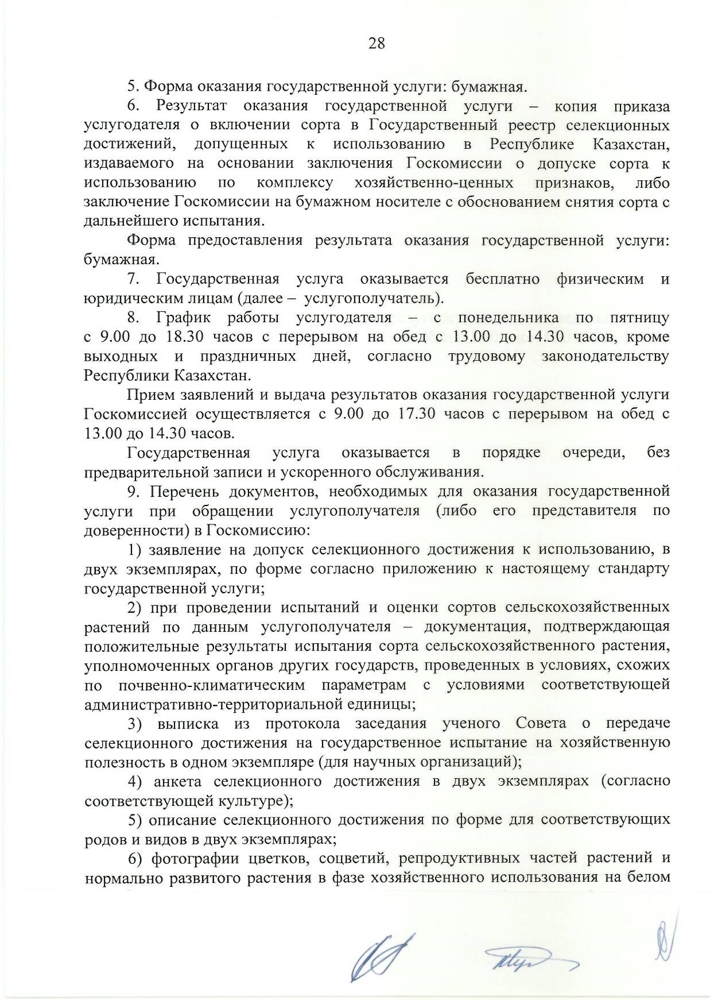 28
5. Форма оказания государственной услуги: бумажная.
6. Результат оказания государственной услуги – копия приказа
услугодателя о включении сорта в Государственный реестр селекционных
достижений, допущенных к использованию в Республике Казахстан,
издаваемого на основании заключения Госкомиссии о допуске сорта к
использованию по комплексу хозяйственно-ценных признаков, либо
заключение Госкомиссии на бумажном носителе с обоснованием снятия сорта с
дальнейшего испытания.
Форма предоставления результата оказания государственной услуги:
бумажная.
7. Государственная услуга оказывается бесплатно физическим и
юридическим лицам (далее – услугополучатель).
8. График работы услугодателя – с понедельника по пятницу
с 9.00 до 18.30 часов с перерывом на обед с 13.00 до 14.30 часов, кроме
выходных и праздничных дней, согласно трудовому законодательству
Республики Казахстан.
Прием заявлений и выдача результатов оказания государственной услуги
Госкомиссией осуществляется с 9.00 до 17.30 часов с перерывом на обед с
13.00 до 14.30 часов.
Государственная услуга оказывается в порядке очереди, без
предварительной записи и ускоренного обслуживания.
9. Перечень документов, необходимых для оказания государственной
услуги при обращении услугополучателя (либо его представителя по
доверенности) в Госкомиссию:
1) заявление на допуск селекционного достижения к использованию, в
двух экземплярах, по форме согласно приложению к настоящему стандарту
государственной услуги;
2) при проведении испытаний и оценки сортов сельскохозяйственных
растений по данным услугополучателя – документация, подтверждающая
положительные результаты испытания сорта сельскохозяйственного растения,
уполномоченных органов других государств, проведенных в условиях, схожих
по почвенно-климатическим параметрам с условиями соответствующей
административно-территориальной единицы;
3) выписка из протокола заседания ученого Совета о передаче
селекционного достижения на государственное испытание на хозяйственную
полезность в одном экземпляре (для научных организаций);
4) анкета селекционного достижения в двух экземплярах (согласно
соответствующей культуре);
5) описание селекционного достижения по форме для соответствующих
родов и видов в двух экземплярах;
6) фотографии цветков, соцветий, репродуктивных частей растений и
нормально развитого растения в фазе хозяйственного использования на белом